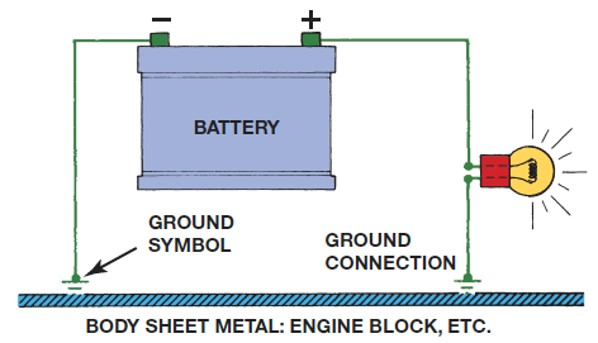 − +
BATTERY
GROUND
SYMBOL
GROUND
CONNECTION
BODY SHEET METAL: ENGINE BLOCK, ETC.